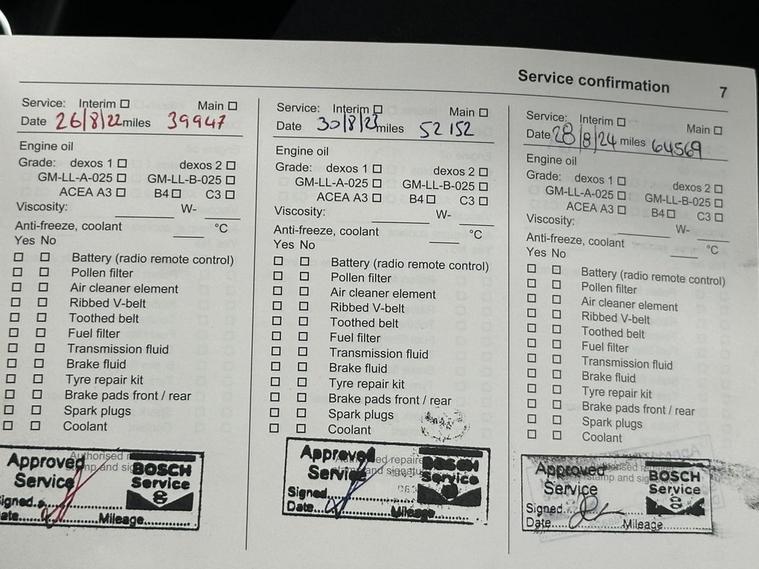 Service confirmation 7
Service: Interim ☐ Main ☐
Date 26/8/22 miles 39947
Engine oil
Grade: dexos 1 ☐ dexos 2 ☐
GM-LL-A-025 ☐ GM-LL-B-025 ☐
ACEA A3 ☐ B4 ☐ C3 ☐
Viscosity: ______ W- ______
Anti-freeze, coolant ____ °C
Yes No
☐ ☐ Battery (radio remote control)
☐ ☐ Pollen filter
☐ ☐ Air cleaner element
☐ ☐ Ribbed V-belt
☐ ☐ Toothed belt
☐ ☐ Fuel filter
☐ ☐ Transmission fluid
☐ ☐ Brake fluid
☐ ☐ Tyre repair kit
☐ ☐ Brake pads front / rear
☐ ☐ Spark plugs
☐ ☐ Coolant
Approved BOSCH
Service Service
Signed
Date Mileage
Service: Interim ☐ Main ☐
Date 30/8/23 miles 52152
Engine oil
Grade: dexos 1 ☐ dexos 2 ☐
GM-LL-A-025 ☐ GM-LL-B-025 ☐
ACEA A3 ☐ B4 ☐ C3 ☐
Viscosity: ______ W- ______
Anti-freeze, coolant ____ °C
Yes No
☐ ☐ Battery (radio remote control)
☐ ☐ Pollen filter
☐ ☐ Air cleaner element
☐ ☐ Ribbed V-belt
☐ ☐ Toothed belt
☐ ☐ Fuel filter
☐ ☐ Transmission fluid
☐ ☐ Brake fluid
☐ ☐ Tyre repair kit
☐ ☐ Brake pads front / rear
☐ ☐ Spark plugs
☐ ☐ Coolant
Approved BOSCH
Service Service
Signed
Date Mileage
Service: Interim ☐ Main ☐
Date 28/8/24 miles 64569
Engine oil
Grade: dexos 1 ☐ dexos 2 ☐
GM-LL-A-025 ☐ GM-LL-B-025 ☐
ACEA A3 ☐ B4 ☐ C3 ☐
Viscosity: ______ W- ______
Anti-freeze, coolant ____ °C
Yes No
☐ ☐ Battery (radio remote control)
☐ ☐ Pollen filter
☐ ☐ Air cleaner element
☐ ☐ Ribbed V-belt
☐ ☐ Toothed belt
☐ ☐ Fuel filter
☐ ☐ Transmission fluid
☐ ☐ Brake fluid
☐ ☐ Tyre repair kit
☐ ☐ Brake pads front / rear
☐ ☐ Spark plugs
☐ ☐ Coolant
Approved BOSCH
Service Service
Signed
Date Mileage